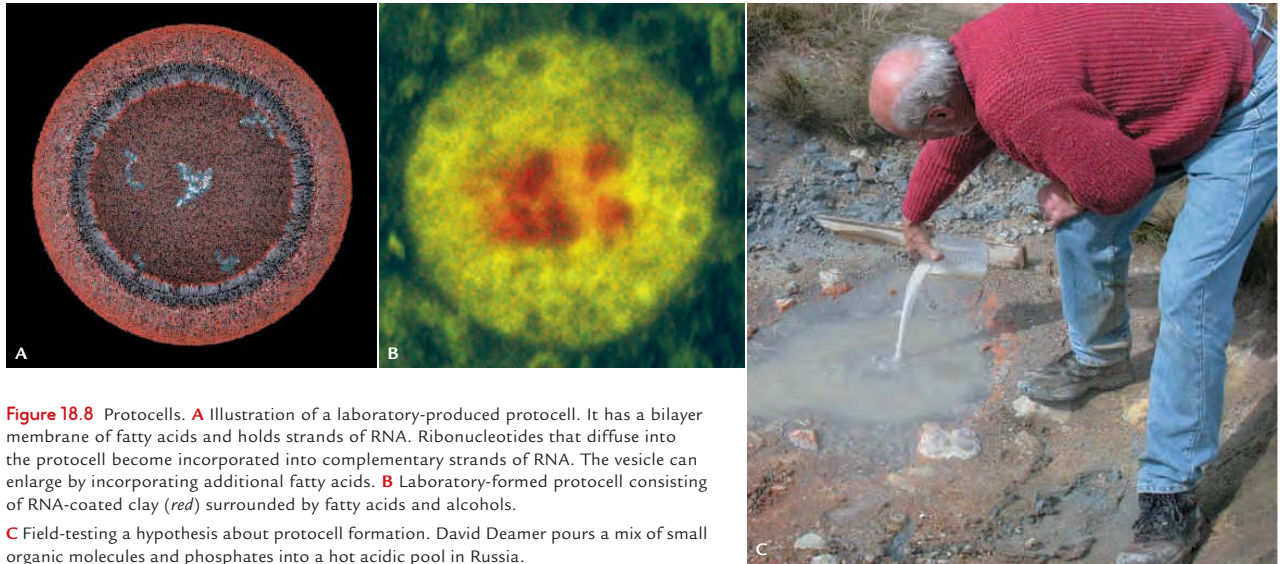 A
B
C
Figure 18.8 Protocells. A Illustration of a laboratory-produced protocell. It has a bilayer
membrane of fatty acids and holds strands of RNA. Ribonucleotides that diffuse into
the protocell become incorporated into complementary strands of RNA. The vesicle can
enlarge by incorporating additional fatty acids. B Laboratory-formed protocell consisting
of RNA-coated clay (red) surrounded by fatty acids and alcohols.
C Field-testing a hypothesis about protocell formation. David Deamer pours a mix of small
organic molecules and phosphates into a hot acidic pool in Russia.